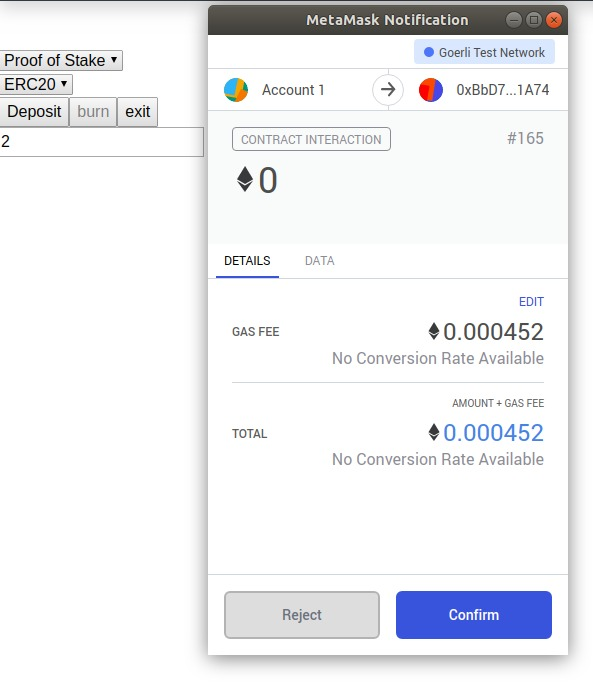 MetaMask Notification
Goerli Test Network
Proof of Stake
ERC20
Deposit burn exit
2
Account 1 0xBbD7...1A74
CONTRACT INTERACTION #165
0
DETAILS DATA
EDIT
GAS FEE 0.000452
No Conversion Rate Available
AMOUNT + GAS FEE
TOTAL 0.000452
No Conversion Rate Available
Reject Confirm